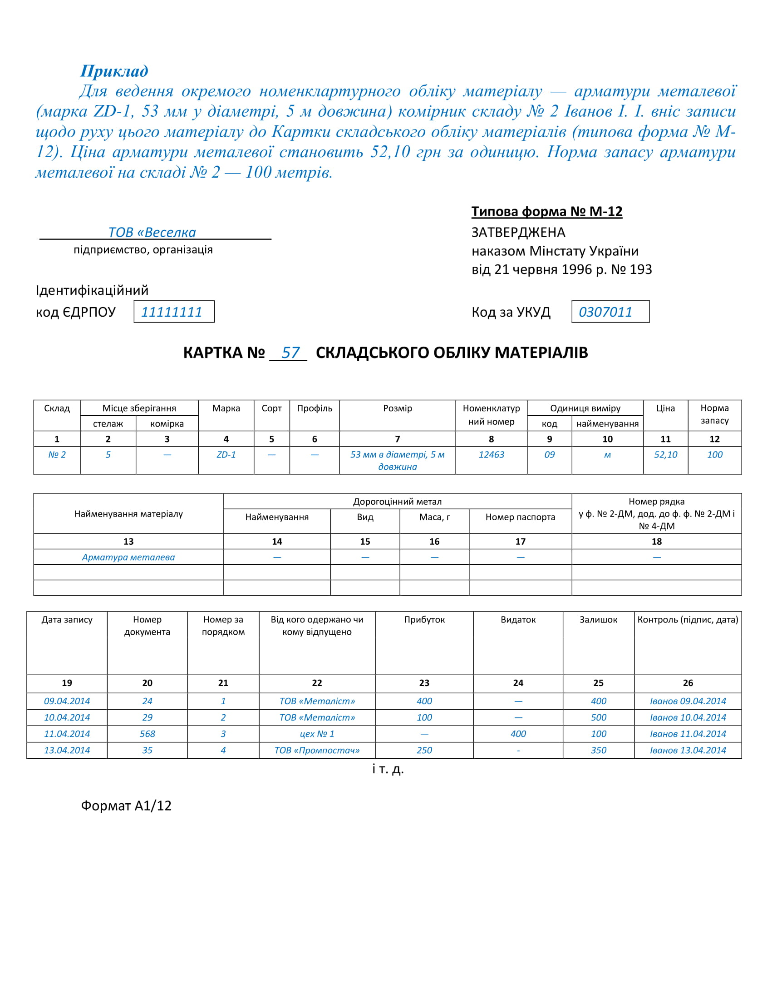 Приклад
Для ведення окремого номенклартурного обліку матеріалу — арматури металевої
(марка ZD-1, 53 мм у діаметрі, 5 м довжина) комірник складу № 2 Іванов І. І. вніс записи
щодо руху цього матеріалу до Картки складського обліку матеріалів (типова форма № М-
12). Ціна арматури металевої становить 52,10 грн за одиницю. Норма запасу арматури
металевої на складі № 2 — 100 метрів.
Типова форма № М-12
ТОВ «Веселка ЗАТВЕРДЖЕНА
підприємство, організація наказом Мінстату України
від 21 червня 1996 р. № 193
Ідентифікаційний
код ЄДРПОУ 11111111 Код за УКУД 0307011
КАРТКА № 57 СКЛАДСЬКОГО ОБЛІКУ МАТЕРІАЛІВ
Склад Місце зберігання Марка Сорт Профіль Розмір Номенклатур Одиниця виміру Ціна Норма
стелаж комірка ний номер код найменування запасу
1 2 3 4 5 6 7 8 9 10 11 12
№ 2 5 — ZD-1 — — 53 мм в діаметрі, 5 м 12463 09 м 52,10 100
довжина
Найменування матеріалу Дорогоцінний метал Номер рядка
Найменування Вид Маса, г Номер паспорта у ф. № 2-ДМ, дод. до ф. ф. № 2-ДМ і
№ 4-ДМ
13 14 15 16 17 18
Арматура металева — — — — —
Дата запису Номер Номер за Від кого одержано чи Прибуток Видаток Залишок Контроль (підпис, дата)
документа порядком кому відпущено
19 20 21 22 23 24 25 26
09.04.2014 24 1 ТОВ «Металіст» 400 — 400 Іванов 09.04.2014
10.04.2014 29 2 ТОВ «Металіст» 100 — 500 Іванов 10.04.2014
11.04.2014 568 3 цех № 1 — 400 100 Іванов 11.04.2014
13.04.2014 35 4 ТОВ «Промпостач» 250 - 350 Іванов 13.04.2014
і т. д.
Формат А1/12